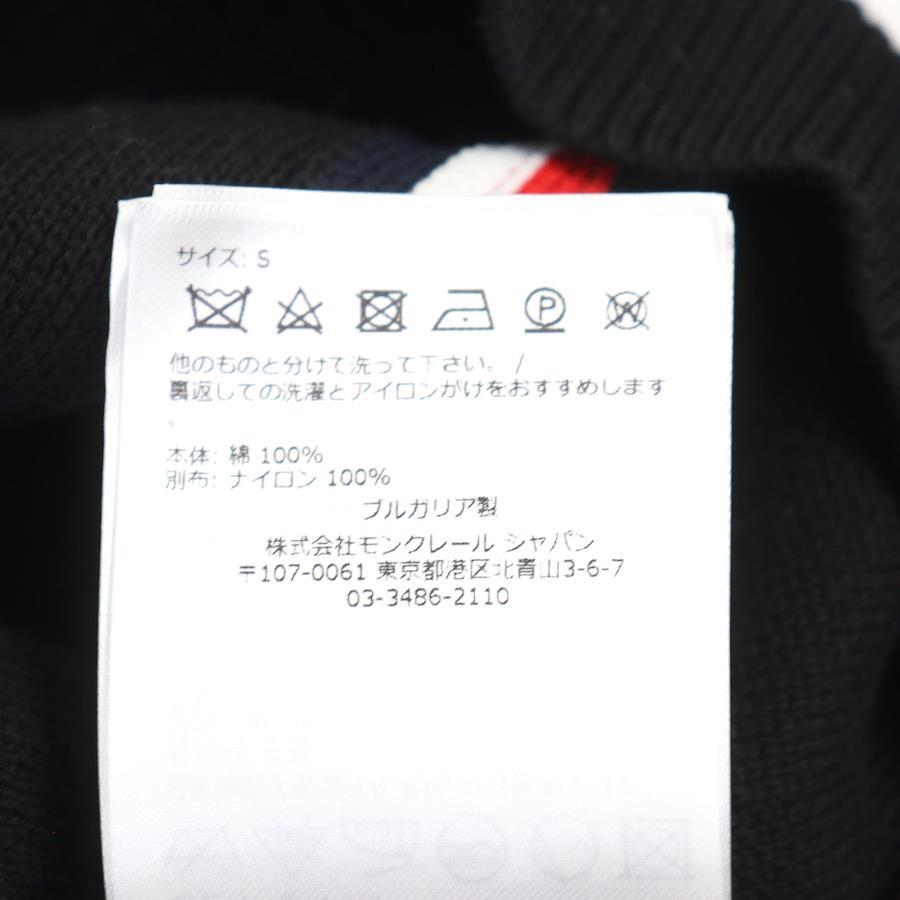 サイズ: S
P W
他のものと分けて洗って下さい。 /
裏返しての洗濯とアイロンがけをおすすめします
。
本体: 綿 100%
別布: ナイロン 100%
ブルガリア製
株式会社モンクレール ジャパン
〒107-0061 東京都港区北青山3-6-7
03-3486-2110